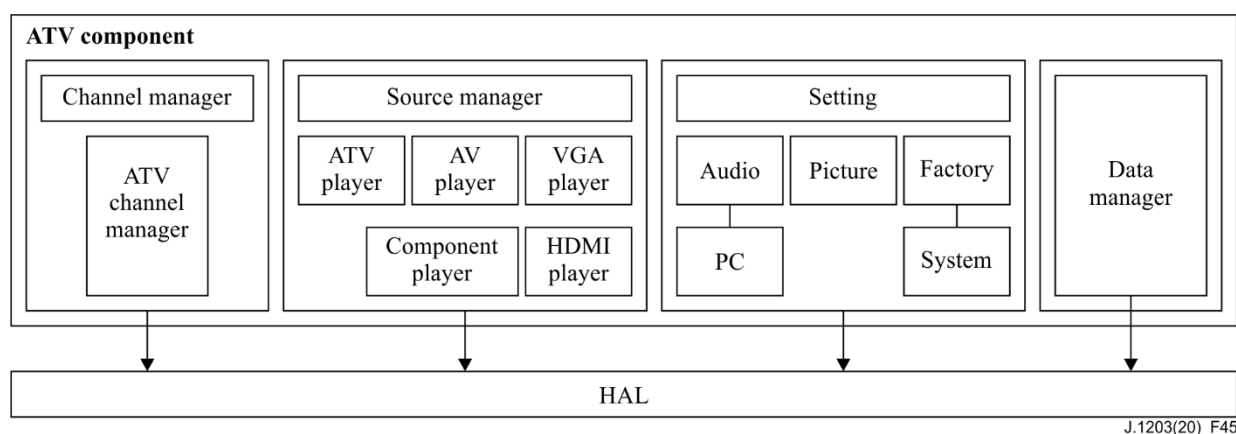 ATV component
Channel manager
ATV
channel
manager
Source manager
ATV
player
AV
player
VGA
player
Component
player
HDMI
player
Setting
Audio
Picture
Factory
PC
System
Data
manager
HAL
J.1203(20)_F45